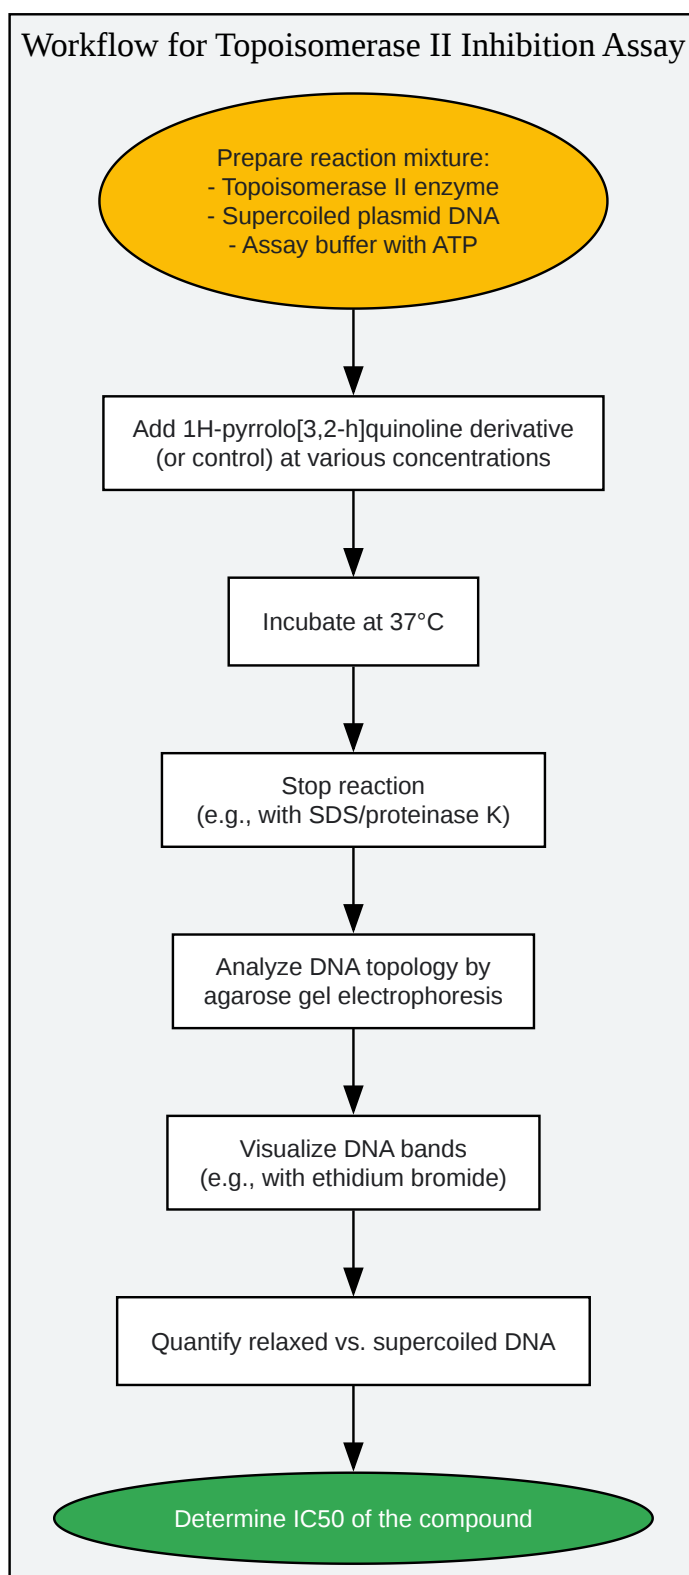 Workflow for Topoisomerase II Inhibition Assay
Prepare reaction mixture:
- Topoisomerase II enzyme
- Supercoiled plasmid DNA
- Assay buffer with ATP
Add 1H-pyrrolo[3,2-h]quinoline derivative
(or control) at various concentrations
Incubate at 37°C
Stop reaction
(e.g., with SDS/proteinase K)
Analyze DNA topology by
agarose gel electrophoresis
Visualize DNA bands
(e.g., with ethidium bromide)
Quantify relaxed vs. supercoiled DNA
Determine IC50 of the compound